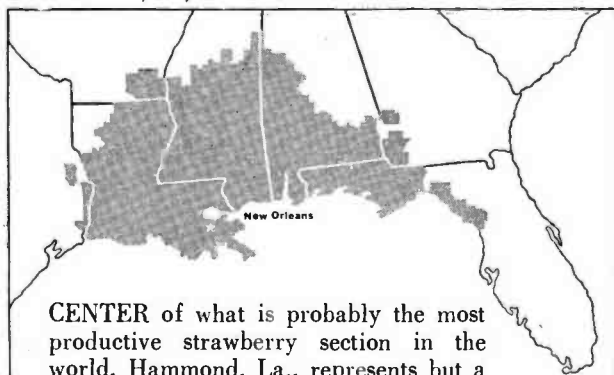 New Orleans
CENTER of what is probably the most
productive strawberry section in the
world, Hammond, La., represents but a